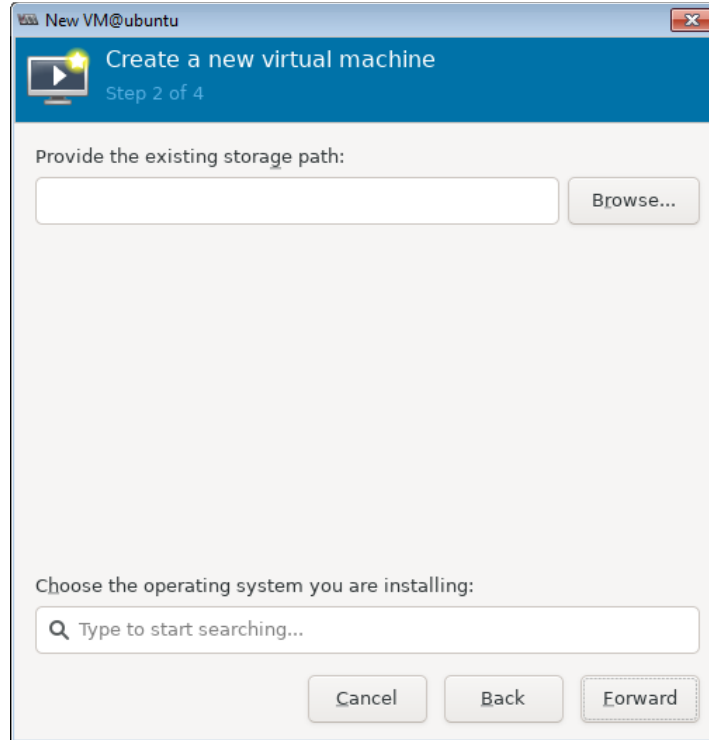 New VM@ubuntu
Create a new virtual machine
Step 2 of 4
Provide the existing storage path:
Browse...
Choose the operating system you are installing:
Type to start searching...
Cancel Back Forward